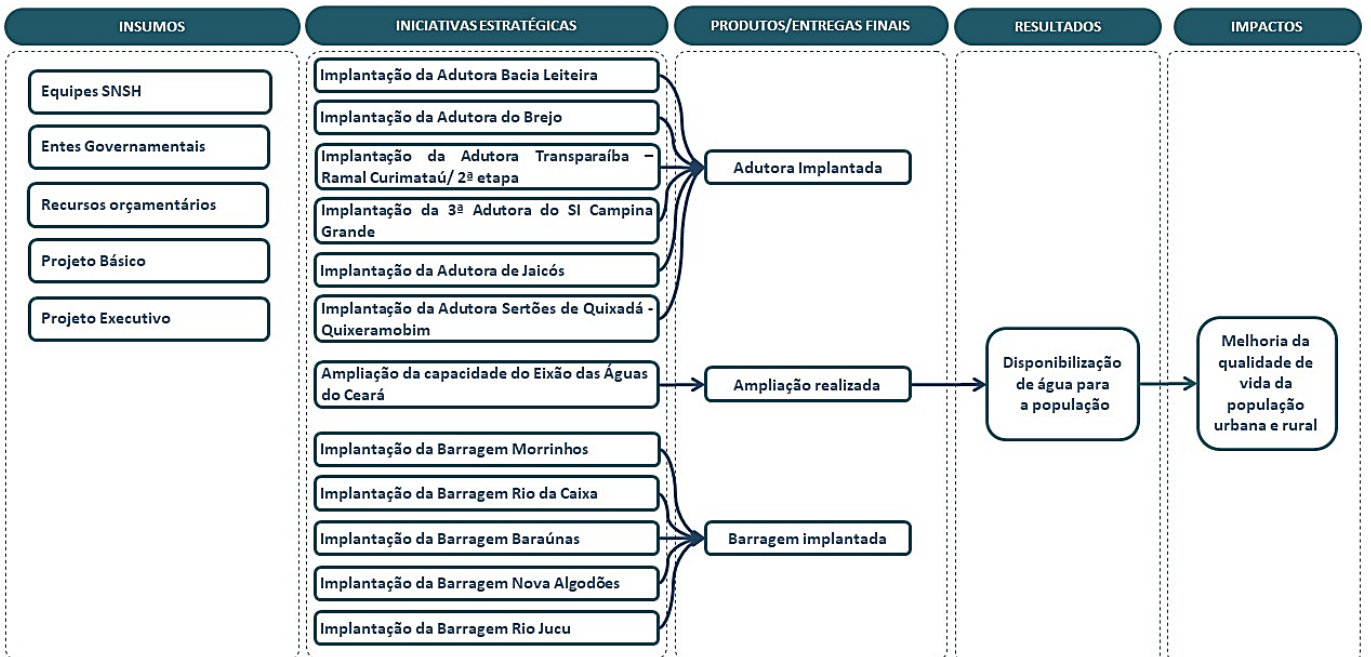 INSUMOS
INICIATIVAS ESTRATÉGICAS
PRODUTOS/ENTREGAS FINAIS
RESULTADOS
IMPACTOS
Equipes SNSH
Entes Governamentais
Recursos orçamentários
Projeto Básico
Projeto Executivo
Implantação da Adutora Bacia Leiteira
Implantação da Adutora do Brejo
Implantação da Adutora Transparaíba –
Ramal Curimataú/ 2ª etapa
Implantação da 3ª Adutora do SI Campina
Grande
Implantação da Adutora de Jaicós
Implantação da Adutora Sertões de Quixadá -
Quixeramobim
Ampliação da capacidade do Eixão das Águas
do Ceará
Implantação da Barragem Morrinhos
Implantação da Barragem Rio da Caixa
Implantação da Barragem Baraúnas
Implantação da Barragem Nova Algodões
Implantação da Barragem Rio Jucu
Adutora Implantada
Ampliação realizada
Barragem implantada
Disponibilização
de água para
a população
Melhoria da
qualidade de
vida da
população
urbana e rural